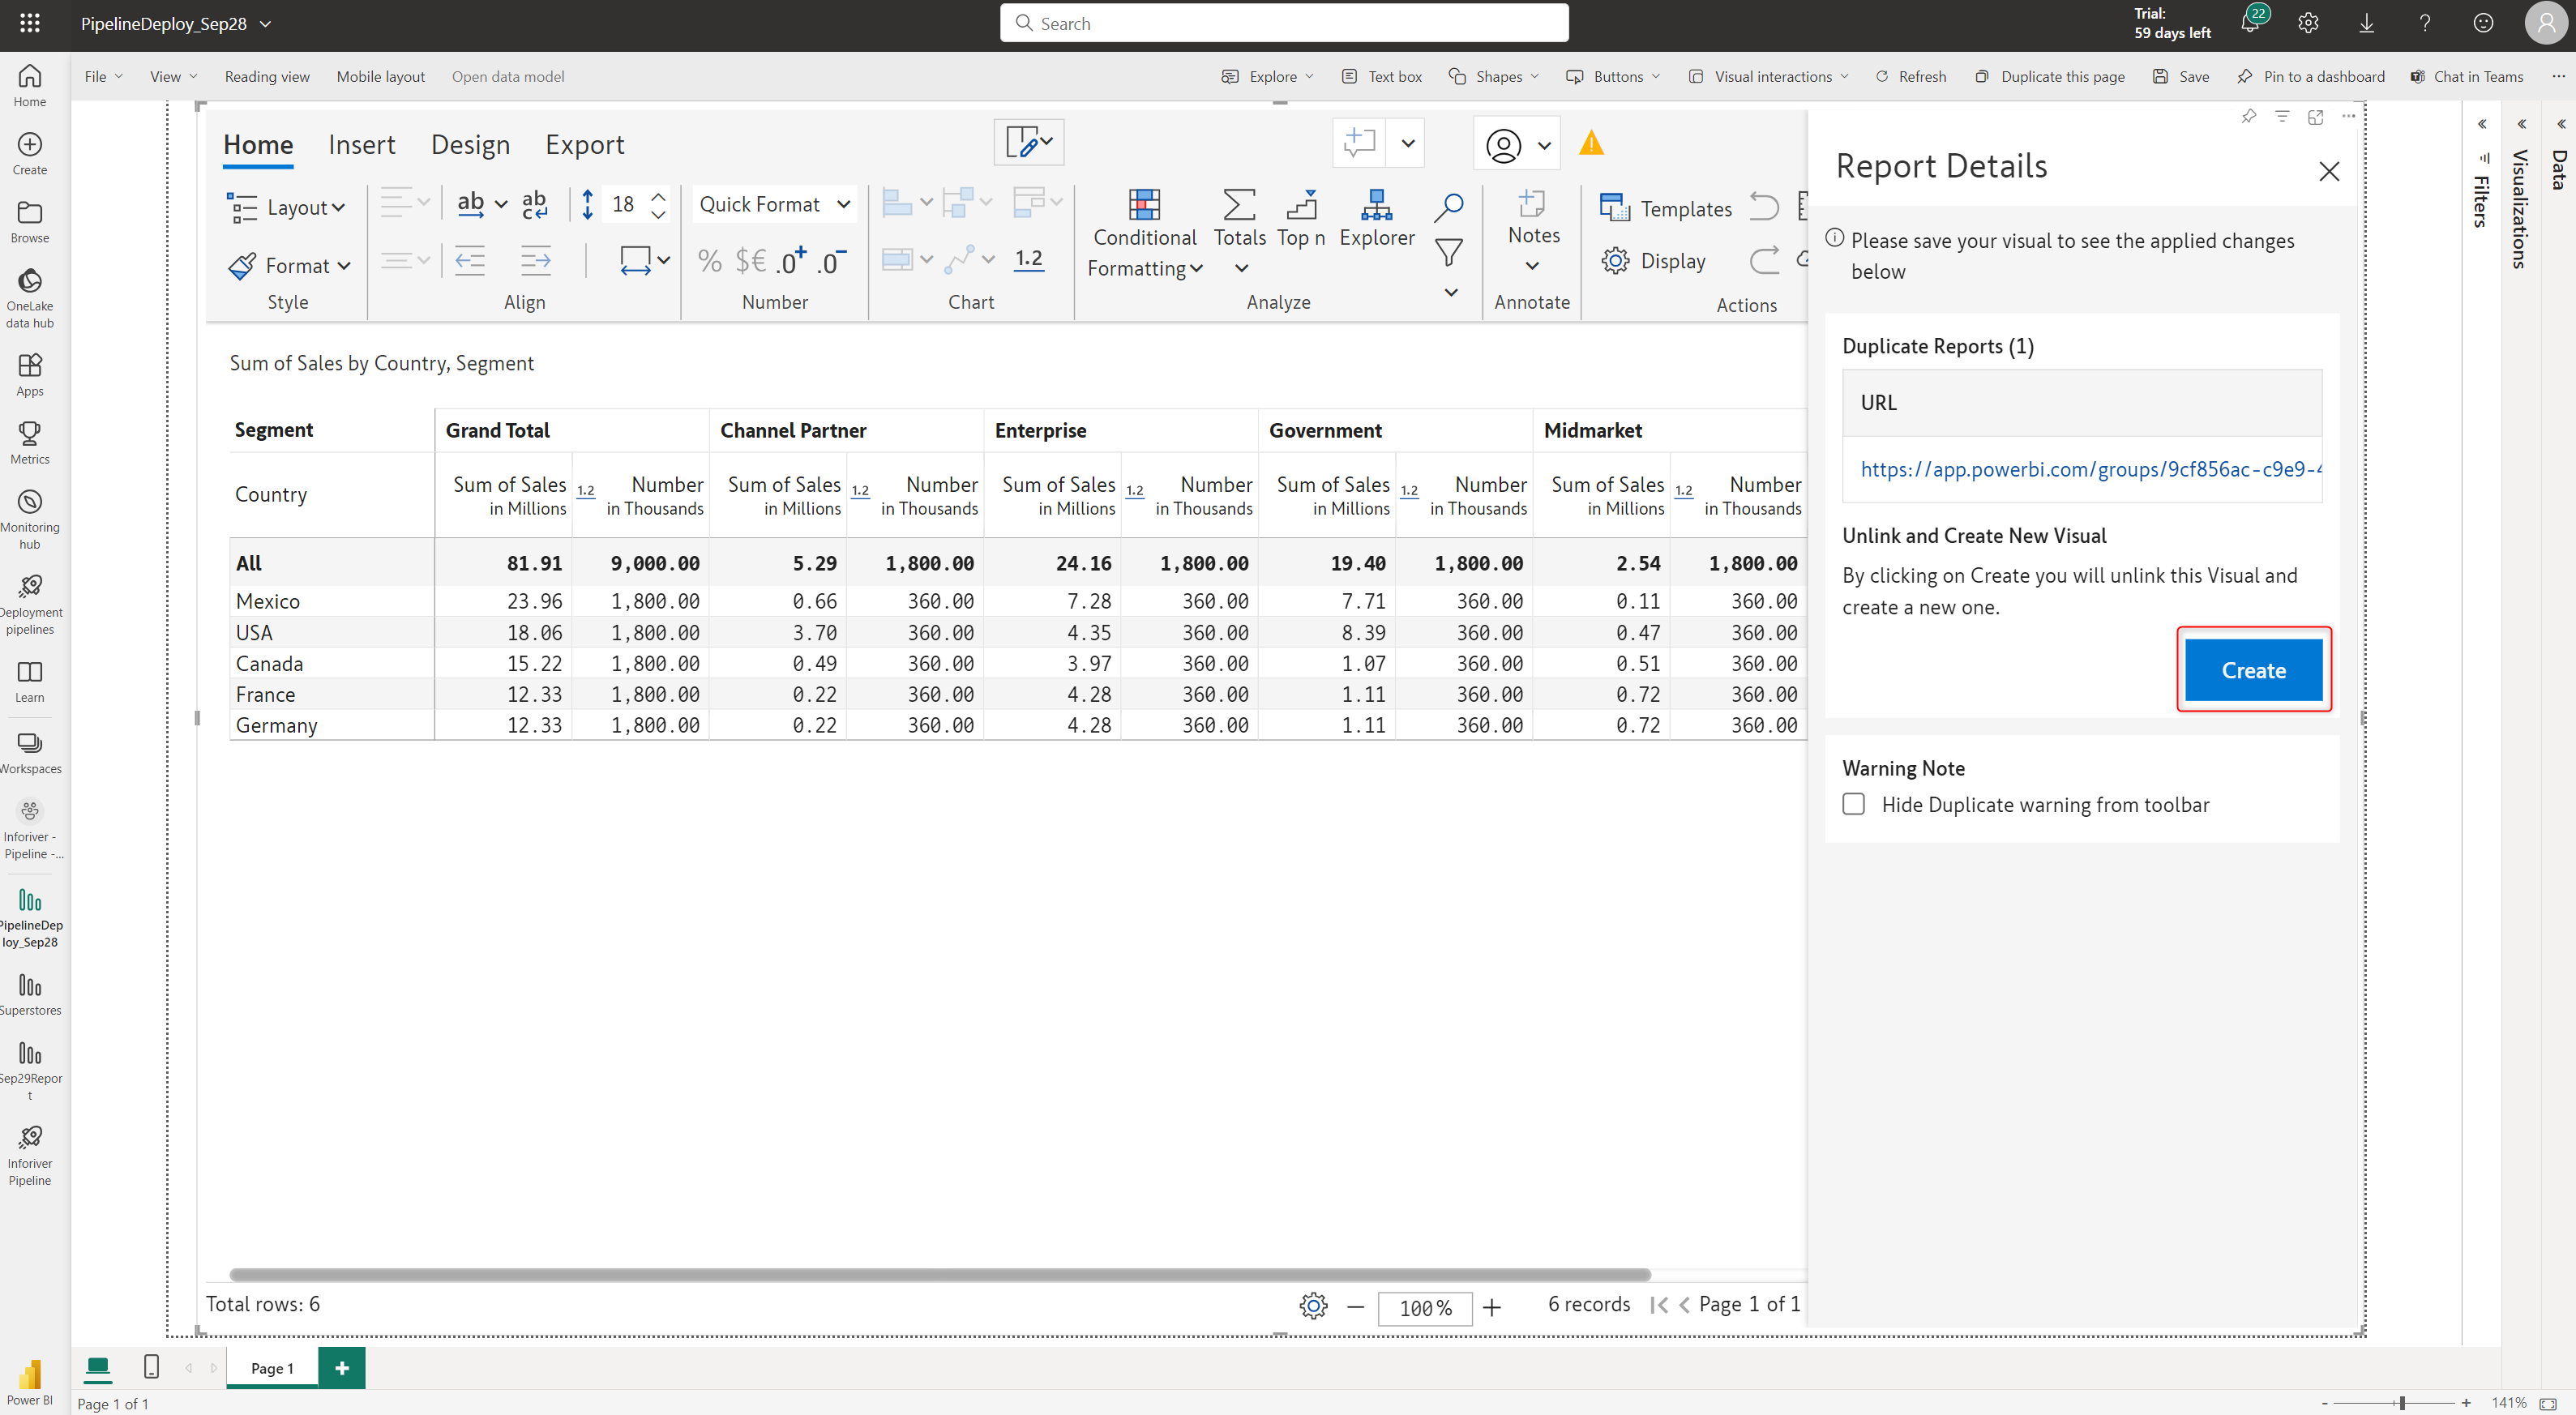 PipelineDeploy_Sep28
Search
Trial:
59 days left
22
File
View
Reading view
Mobile layout
Open data model
Explore
Text box
Shapes
Buttons
Visual interactions
Refresh
Duplicate this page
Save
Pin to a dashboard
Chat in Teams
Home
Create
Browse
OneLake
data hub
Apps
Metrics
Monitoring
hub
Deployment
pipelines
Learn
Workspaces
Inforiver -
Pipeline -...
PipelineDep
loy_Sep28
Superstores
Sep29Repor
t
Inforiver
Pipeline
Power BI
Home Insert Design Export
Layout
Format
Style
ab
ab
c
18
Align
Quick Format
% $€ .0+ .0-
Number
1.2
Chart
Conditional
Formatting
Totals
Top n
Explorer
Analyze
Notes
Annotate
Templates
Display
Actions
Sum of Sales by Country, Segment
Segment Grand Total Channel Partner Enterprise Government Midmarket
Country Sum of Sales 1.2 Number Sum of Sales 1.2 Number Sum of Sales 1.2 Number Sum of Sales 1.2 Number Sum of Sales 1.2 Number
in Millions in Thousands in Millions in Thousands in Millions in Thousands in Millions in Thousands in Millions in Thousands
All 81.91 9,000.00 5.29 1,800.00 24.16 1,800.00 19.40 1,800.00 2.54 1,800.00
Mexico 23.96 1,800.00 0.66 360.00 7.28 360.00 7.71 360.00 0.11 360.00
USA 18.06 1,800.00 3.70 360.00 4.35 360.00 8.39 360.00 0.47 360.00
Canada 15.22 1,800.00 0.49 360.00 3.97 360.00 1.07 360.00 0.51 360.00
France 12.33 1,800.00 0.22 360.00 4.28 360.00 1.11 360.00 0.72 360.00
Germany 12.33 1,800.00 0.22 360.00 4.28 360.00 1.11 360.00 0.72 360.00
Total rows: 6
100%
6 records
Page 1 of 1
Report Details
Please save your visual to see the applied changes
below
Duplicate Reports (1)
URL
https://app.powerbi.com/groups/9cf856ac-c9e9-4
Unlink and Create New Visual
By clicking on Create you will unlink this Visual and
create a new one.
Create
Warning Note
Hide Duplicate warning from toolbar
Filters
Visualizations
Data
Page 1
Page 1 of 1
- + 141%